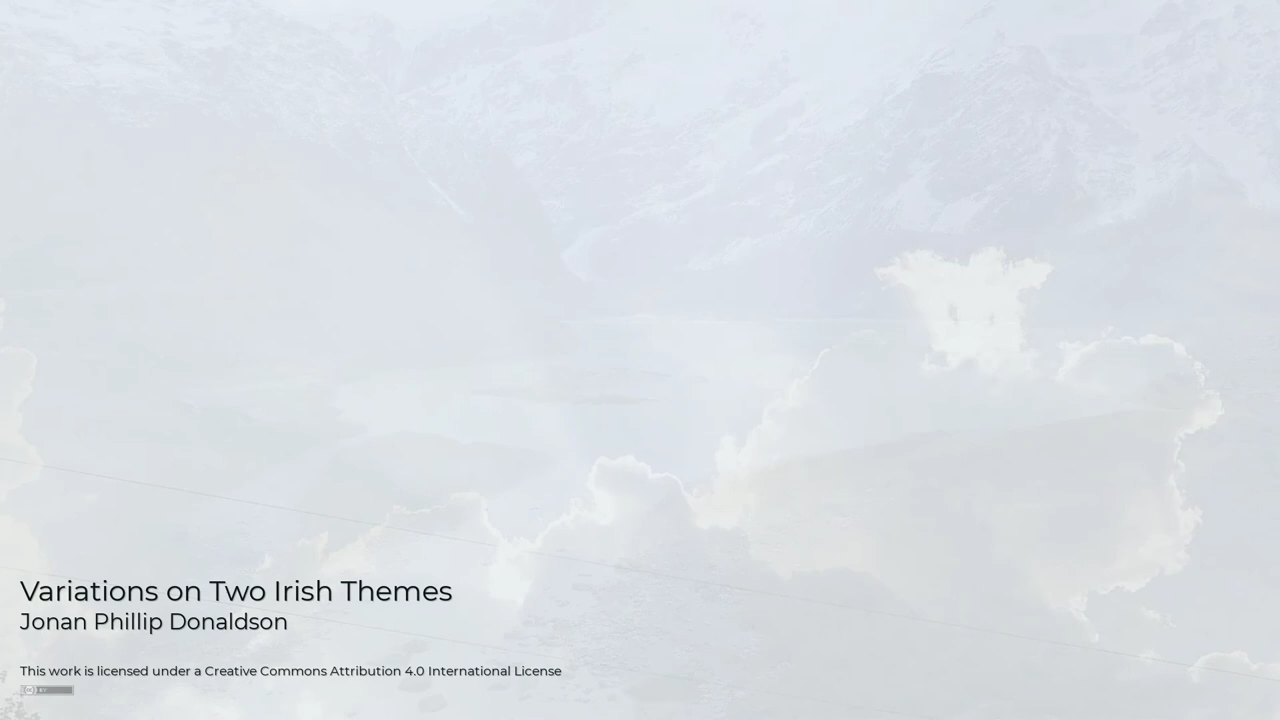 Variations on Two Irish Themes
Jonan Phillip Donaldson
This work is licensed under a Creative Commons Attribution 4.0 International License
BY